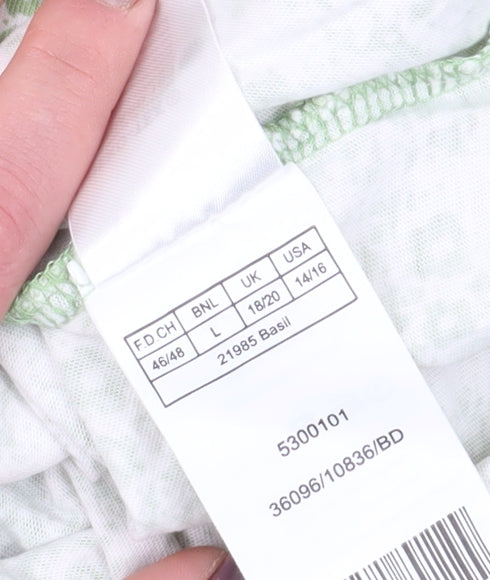 F.D.CH BNL UK USA
46/48 L 18/20 14/16
21985 Basil
5300101
36096/10836/BD